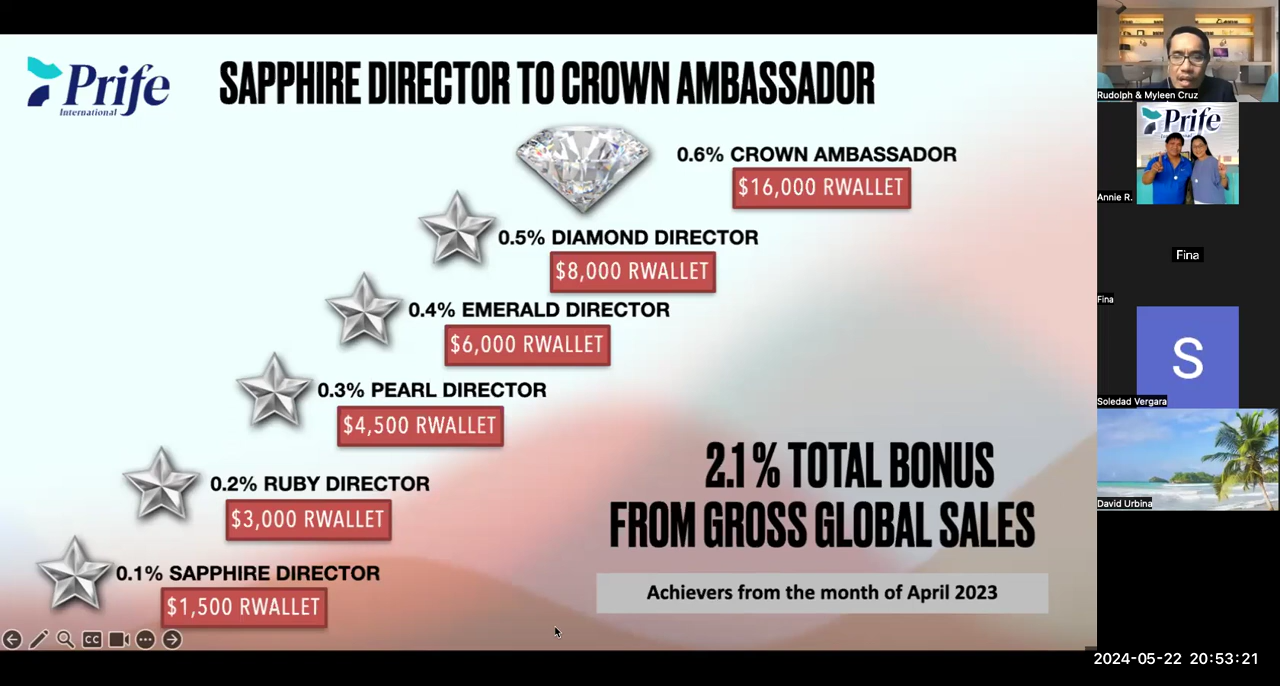 Prife
International
SAPPHIRE DIRECTOR TO CROWN AMBASSADOR
0.6% CROWN AMBASSADOR
$16,000 RWALLET
0.5% DIAMOND DIRECTOR
$8,000 RWALLET
0.4% EMERALD DIRECTOR
$6,000 RWALLET
0.3% PEARL DIRECTOR
$4,500 RWALLET
0.2% RUBY DIRECTOR
$3,000 RWALLET
0.1% SAPPHIRE DIRECTOR
$1,500 RWALLET
2.1% TOTAL BONUS
FROM GROSS GLOBAL SALES
Achievers from the month of April 2023
CC
Rudolph & Myleen Cruz
Prife
Annie R.
Fina
Fina
S
Soledad Vergara
David Urbina
2024-05-22 20:53:21